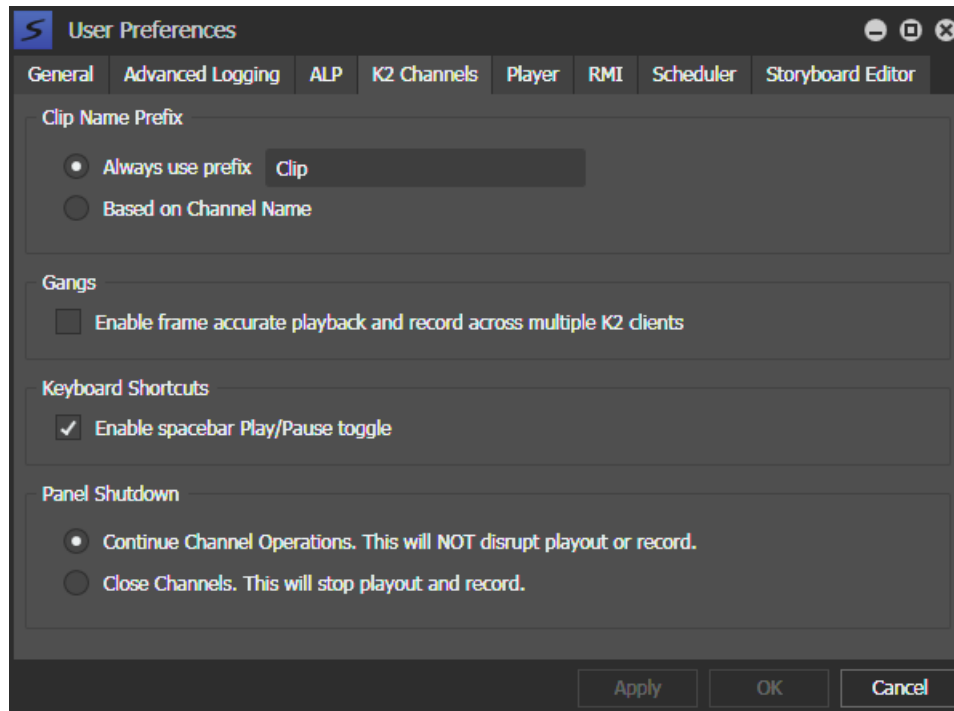 User Preferences
General Advanced Logging ALP K2 Channels Player RMI Scheduler Storyboard Editor
Clip Name Prefix
Always use prefix Clip
Based on Channel Name
Gangs
Enable frame accurate playback and record across multiple K2 clients
Keyboard Shortcuts
Enable spacebar Play/Pause toggle
Panel Shutdown
Continue Channel Operations. This will NOT disrupt playout or record.
Close Channels. This will stop playout and record.
Apply OK Cancel